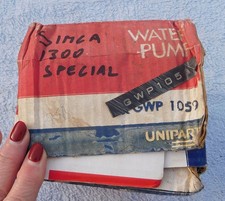 SIMCA
1300
SPECIAL
WATER
PUMP
GWP105
GWP 1059
UNIPART